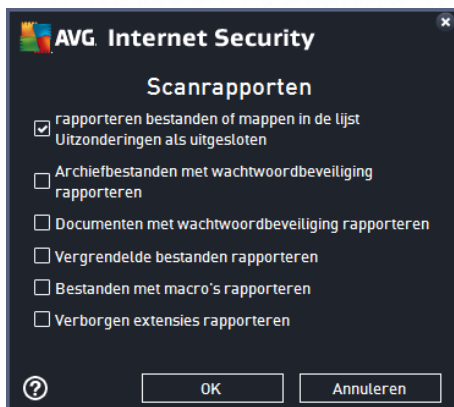 AVG Internet Security
Scanrapporten
rapporteren bestanden of mappen in de lijst
Uitzonderingen als uitgesloten
Archiefbestanden met wachtwoordbeveiliging
rapporteren
Documenten met wachtwoordbeveiliging rapporteren
Vergrendelde bestanden rapporteren
Bestanden met macro's rapporteren
Verborgen extensies rapporteren
? OK Annuleren